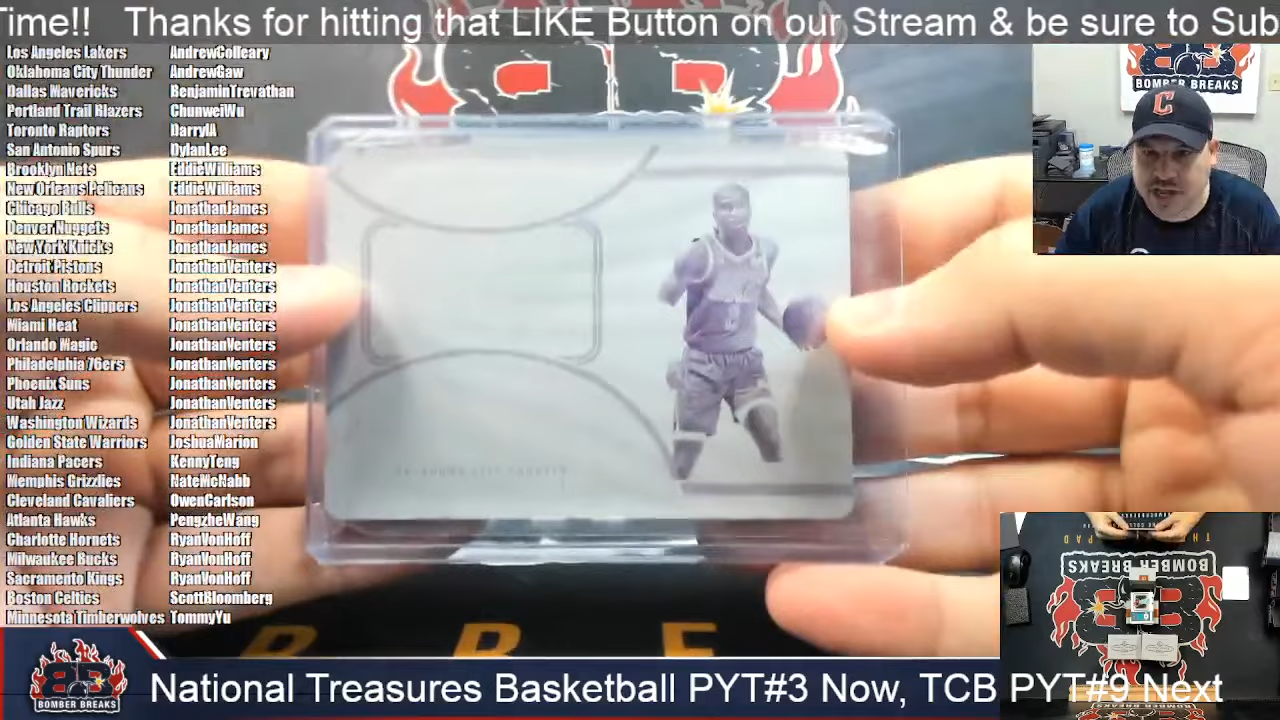 Time!! Thanks for hitting that LIKE Button on our Stream & be sure to Sub
Los Angeles Lakers AndrewColleary
Oklahoma City Thunder AndrewGaw
Dallas Mavericks BenjaminTrevathan
Portland Trail Blazers ChunweiWu
Toronto Raptors DarrylA
San Antonio Spurs DylanLee
Brooklyn Nets EddieWilliams
New Orleans Pelicans EddieWilliams
Chicago Bulls JonathanJames
Denver Nuggets JonathanJames
New York Knicks JonathanJames
Detroit Pistons JonathanVenters
Houston Rockets JonathanVenters
Los Angeles Clippers JonathanVenters
Miami Heat JonathanVenters
Orlando Magic JonathanVenters
Philadelphia 76ers JonathanVenters
Phoenix Suns JonathanVenters
Utah Jazz JonathanVenters
Washington Wizards JonathanVenters
Golden State Warriors JoshuaMarion
Indiana Pacers KennyTeng
Memphis Grizzlies NateMcNabb
Cleveland Cavaliers OwenCarlson
Atlanta Hawks PengzheWang
Charlotte Hornets RyanVonHoff
Milwaukee Bucks RyanVonHoff
Sacramento Kings RyanVonHoff
Boston Celtics ScottBloomberg
Minnesota Timberwolves TommyYu
BOMBER BREAKS
C
BOMBER BREAKS
BOMBER BREAKS
National Treasures Basketball PYT#3 Now, TCB PYT#9 Next